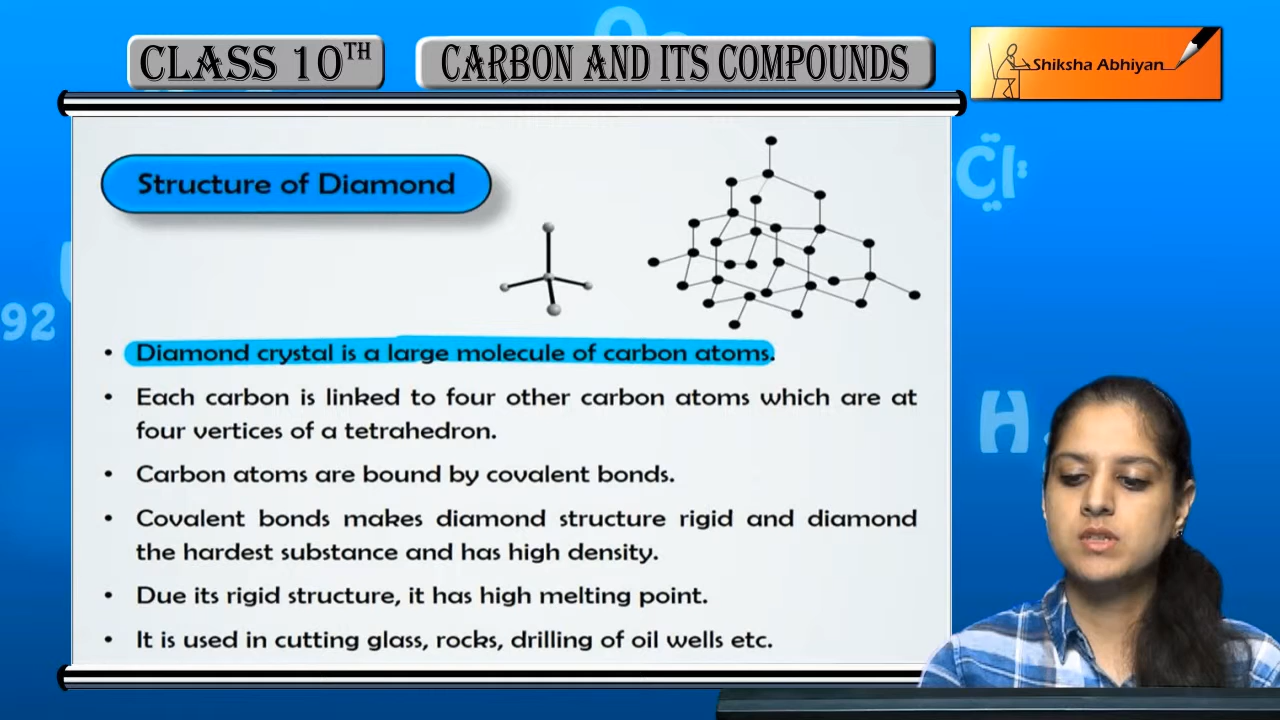 CLASS 10TH
CARBON AND ITS COMPOUNDS
Shiksha Abhiyan
Cl
Structure of Diamond
92
• Diamond crystal is a large molecule of carbon atoms.
• Each carbon is linked to four other carbon atoms which are at
four vertices of a tetrahedron.
H
• Carbon atoms are bound by covalent bonds.
• Covalent bonds makes diamond structure rigid and diamond
the hardest substance and has high density.
• Due its rigid structure, it has high melting point.
• It is used in cutting glass, rocks, drilling of oil wells etc.